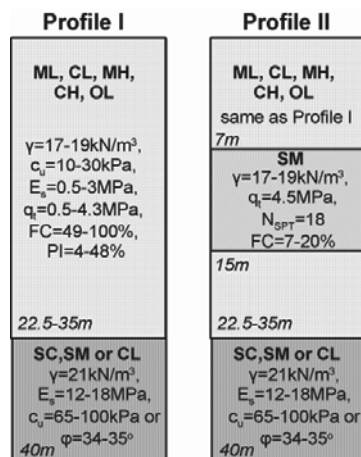 Profile I
ML, CL, MH,
CH, OL
γ=17-19kN/m³,
cᵤ=10-30kPa,
Eₛ=0.5-3MPa,
qₜ=0.5-4.3MPa,
FC=49-100%,
PI=4-48%
22.5-35m
SC,SM or CL
γ=21kN/m³,
Eₛ=12-18MPa,
cᵤ=65-100kPa or
φ=34-35°
40m
Profile II
ML, CL, MH,
CH, OL
same as Profile I
7m
SM
γ=17-19kN/m³,
qₜ=4.5MPa,
N_SPT=18
FC=7-20%
15m
22.5-35m
SC,SM or CL
γ=21kN/m³,
Eₛ=12-18MPa,
cᵤ=65-100kPa or
φ=34-35°
40m